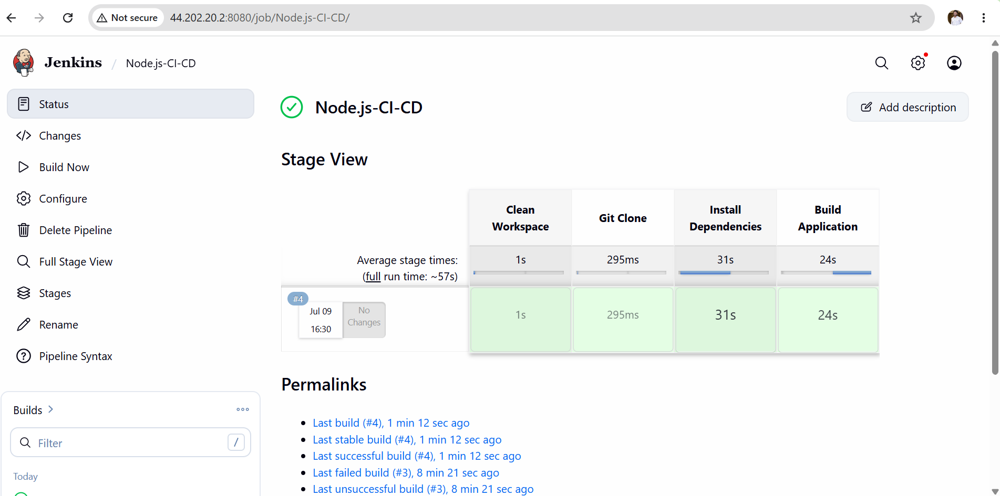 Not secure
44.202.20.2:8080/job/Node.js-CI-CD/
Jenkins / Node.js-CI-CD
Status
Changes
Build Now
Configure
Delete Pipeline
Full Stage View
Stages
Rename
Pipeline Syntax
Builds
Filter /
Today
Node.js-CI-CD
Add description
Stage View
Clean
Workspace
Git Clone
Install
Dependencies
Build
Application
Average stage times:
(full run time: ~57s)
1s
295ms
31s
24s
#4
Jul 09
16:30
No
Changes
1s
295ms
31s
24s
Permalinks
Last build (#4), 1 min 12 sec ago
Last stable build (#4), 1 min 12 sec ago
Last successful build (#4), 1 min 12 sec ago
Last failed build (#3), 8 min 21 sec ago
Last unsuccessful build (#3), 8 min 21 sec ago